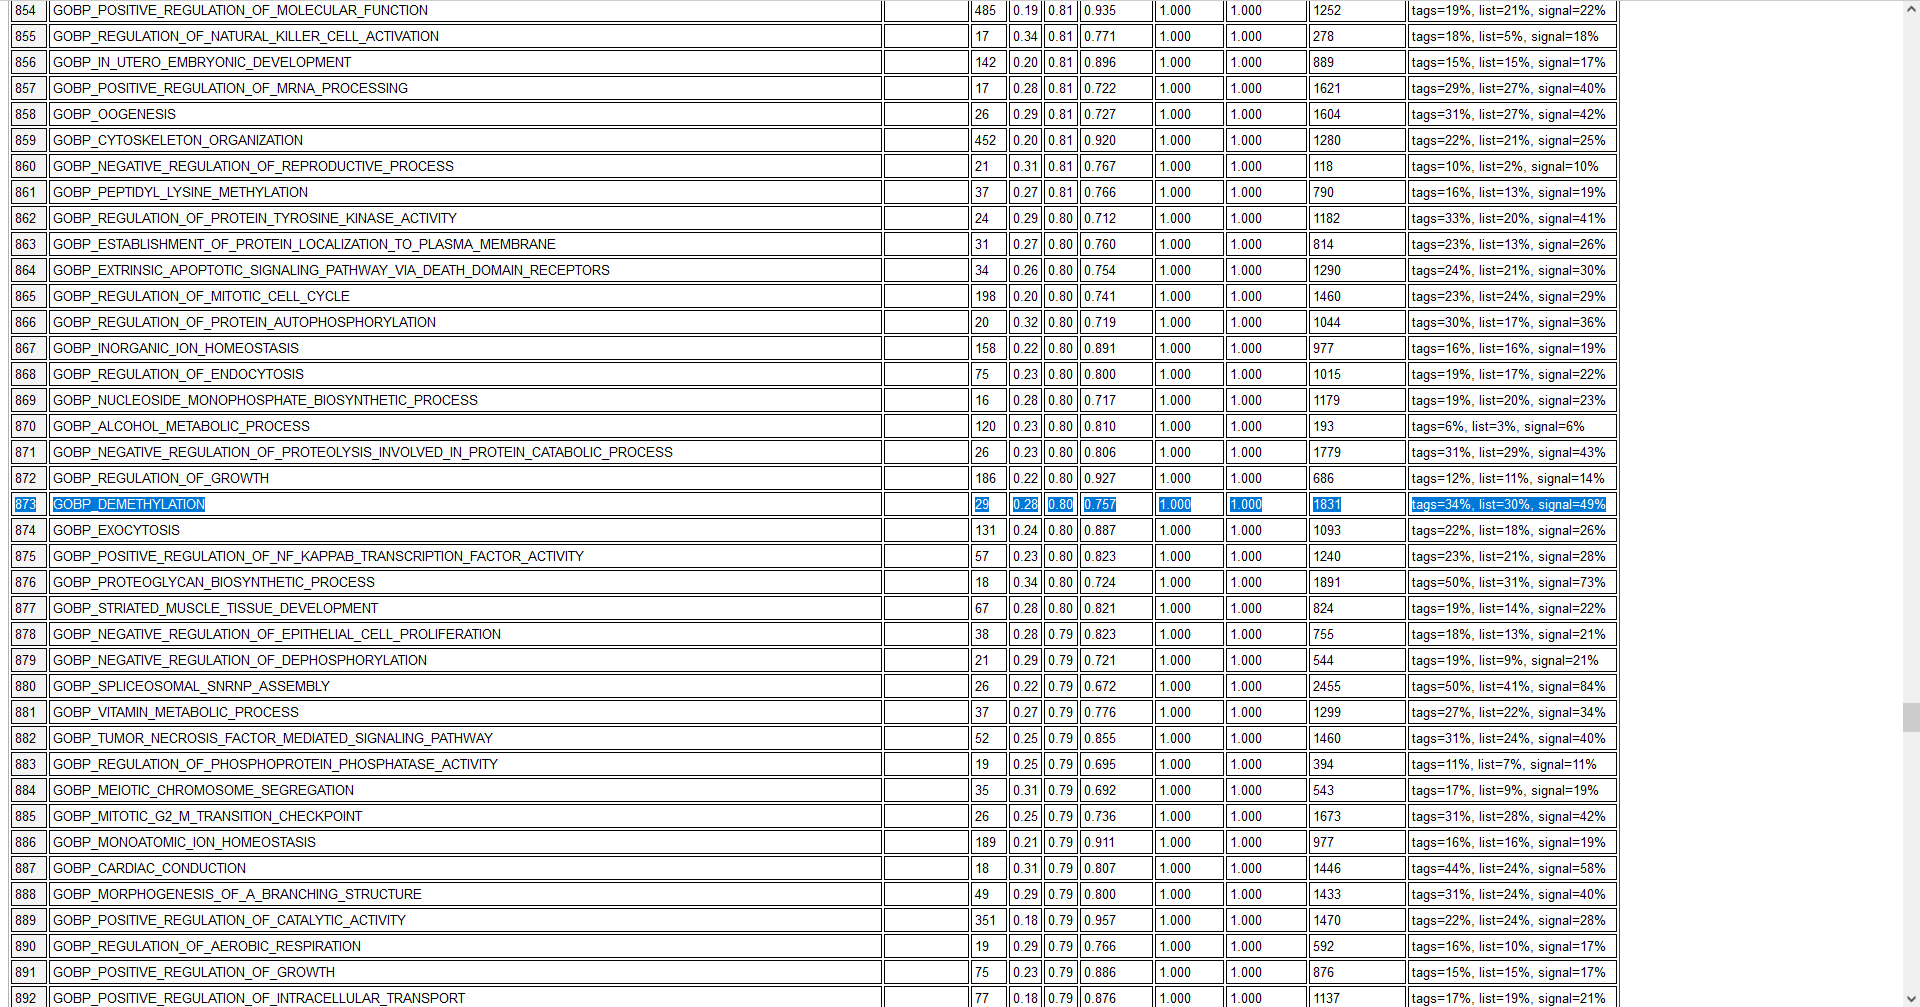 854 GOBP_POSITIVE_REGULATION_OF_MOLECULAR_FUNCTION 485 0.19 0.81 0.935 1.000 1.000 1252 tags=19%, list=21%, signal=22%
855 GOBP_REGULATION_OF_NATURAL_KILLER_CELL_ACTIVATION 17 0.34 0.81 0.771 1.000 1.000 278 tags=18%, list=5%, signal=18%
856 GOBP_IN_UTERO_EMBRYONIC_DEVELOPMENT 142 0.20 0.81 0.896 1.000 1.000 889 tags=15%, list=15%, signal=17%
857 GOBP_POSITIVE_REGULATION_OF_MRNA_PROCESSING 17 0.28 0.81 0.722 1.000 1.000 1621 tags=29%, list=27%, signal=40%
858 GOBP_OOGENESIS 26 0.29 0.81 0.727 1.000 1.000 1604 tags=31%, list=27%, signal=42%
859 GOBP_CYTOSKELETON_ORGANIZATION 452 0.20 0.81 0.920 1.000 1.000 1280 tags=22%, list=21%, signal=25%
860 GOBP_NEGATIVE_REGULATION_OF_REPRODUCTIVE_PROCESS 21 0.31 0.81 0.767 1.000 1.000 118 tags=10%, list=2%, signal=10%
861 GOBP_PEPTIDYL_LYSINE_METHYLATION 37 0.27 0.81 0.766 1.000 1.000 790 tags=16%, list=13%, signal=19%
862 GOBP_REGULATION_OF_PROTEIN_TYROSINE_KINASE_ACTIVITY 24 0.29 0.80 0.712 1.000 1.000 1182 tags=33%, list=20%, signal=41%
863 GOBP_ESTABLISHMENT_OF_PROTEIN_LOCALIZATION_TO_PLASMA_MEMBRANE 31 0.27 0.80 0.760 1.000 1.000 814 tags=23%, list=13%, signal=26%
864 GOBP_EXTRINSIC_APOPTOTIC_SIGNALING_PATHWAY_VIA_DEATH_DOMAIN_RECEPTORS 34 0.26 0.80 0.754 1.000 1.000 1290 tags=24%, list=21%, signal=30%
865 GOBP_REGULATION_OF_MITOTIC_CELL_CYCLE 198 0.20 0.80 0.741 1.000 1.000 1460 tags=23%, list=24%, signal=29%
866 GOBP_REGULATION_OF_PROTEIN_AUTOPHOSPHORYLATION 20 0.32 0.80 0.719 1.000 1.000 1044 tags=30%, list=17%, signal=36%
867 GOBP_INORGANIC_ION_HOMEOSTASIS 158 0.22 0.80 0.891 1.000 1.000 977 tags=16%, list=16%, signal=19%
868 GOBP_REGULATION_OF_ENDOCYTOSIS 75 0.23 0.80 0.800 1.000 1.000 1015 tags=19%, list=17%, signal=22%
869 GOBP_NUCLEOSIDE_MONOPHOSPHATE_BIOSYNTHETIC_PROCESS 16 0.28 0.80 0.717 1.000 1.000 1179 tags=19%, list=20%, signal=23%
870 GOBP_ALCOHOL_METABOLIC_PROCESS 120 0.23 0.80 0.810 1.000 1.000 193 tags=6%, list=3%, signal=6%
871 GOBP_NEGATIVE_REGULATION_OF_PROTEOLYSIS_INVOLVED_IN_PROTEIN_CATABOLIC_PROCESS 26 0.23 0.80 0.806 1.000 1.000 1779 tags=31%, list=29%, signal=43%
872 GOBP_REGULATION_OF_GROWTH 186 0.22 0.80 0.927 1.000 1.000 686 tags=12%, list=11%, signal=14%
873 GOBP_DEMETHYLATION 29 0.28 0.80 0.757 1.000 1.000 1831 tags=34%, list=30%, signal=49%
874 GOBP_EXOCYTOSIS 131 0.24 0.80 0.887 1.000 1.000 1093 tags=22%, list=18%, signal=26%
875 GOBP_POSITIVE_REGULATION_OF_NF_KAPPAB_TRANSCRIPTION_FACTOR_ACTIVITY 57 0.23 0.80 0.823 1.000 1.000 1240 tags=23%, list=21%, signal=28%
876 GOBP_PROTEOGLYCAN_BIOSYNTHETIC_PROCESS 18 0.34 0.80 0.724 1.000 1.000 1891 tags=50%, list=31%, signal=73%
877 GOBP_STRIATED_MUSCLE_TISSUE_DEVELOPMENT 67 0.28 0.80 0.821 1.000 1.000 824 tags=19%, list=14%, signal=22%
878 GOBP_NEGATIVE_REGULATION_OF_EPITHELIAL_CELL_PROLIFERATION 38 0.28 0.79 0.823 1.000 1.000 755 tags=18%, list=13%, signal=21%
879 GOBP_NEGATIVE_REGULATION_OF_DEPHOSPHORYLATION 21 0.29 0.79 0.721 1.000 1.000 544 tags=19%, list=9%, signal=21%
880 GOBP_SPLICEOSOMAL_SNRNP_ASSEMBLY 26 0.22 0.79 0.672 1.000 1.000 2455 tags=50%, list=41%, signal=84%
881 GOBP_VITAMIN_METABOLIC_PROCESS 37 0.27 0.79 0.776 1.000 1.000 1299 tags=27%, list=22%, signal=34%
882 GOBP_TUMOR_NECROSIS_FACTOR_MEDIATED_SIGNALING_PATHWAY 52 0.25 0.79 0.855 1.000 1.000 1460 tags=31%, list=24%, signal=40%
883 GOBP_REGULATION_OF_PHOSPHOPROTEIN_PHOSPHATASE_ACTIVITY 19 0.25 0.79 0.695 1.000 1.000 394 tags=11%, list=7%, signal=11%
884 GOBP_MEIOTIC_CHROMOSOME_SEGREGATION 35 0.31 0.79 0.692 1.000 1.000 543 tags=17%, list=9%, signal=19%
885 GOBP_MITOTIC_G2_M_TRANSITION_CHECKPOINT 26 0.25 0.79 0.736 1.000 1.000 1673 tags=31%, list=28%, signal=42%
886 GOBP_MONOATOMIC_ION_HOMEOSTASIS 189 0.21 0.79 0.911 1.000 1.000 977 tags=16%, list=16%, signal=19%
887 GOBP_CARDIAC_CONDUCTION 18 0.31 0.79 0.807 1.000 1.000 1446 tags=44%, list=24%, signal=58%
888 GOBP_MORPHOGENESIS_OF_A_BRANCHING_STRUCTURE 49 0.29 0.79 0.800 1.000 1.000 1433 tags=31%, list=24%, signal=40%
889 GOBP_POSITIVE_REGULATION_OF_CATALYTIC_ACTIVITY 351 0.18 0.79 0.957 1.000 1.000 1470 tags=22%, list=24%, signal=28%
890 GOBP_REGULATION_OF_AEROBIC_RESPIRATION 19 0.29 0.79 0.766 1.000 1.000 592 tags=16%, list=10%, signal=17%
891 GOBP_POSITIVE_REGULATION_OF_GROWTH 75 0.23 0.79 0.886 1.000 1.000 876 tags=15%, list=15%, signal=17%
892 GOBP_POSITIVE_REGULATION_OF_INTRACELLULAR_TRANSPORT 77 0.18 0.79 0.876 1.000 1.000 1137 tags=17%, list=19%, signal=21%